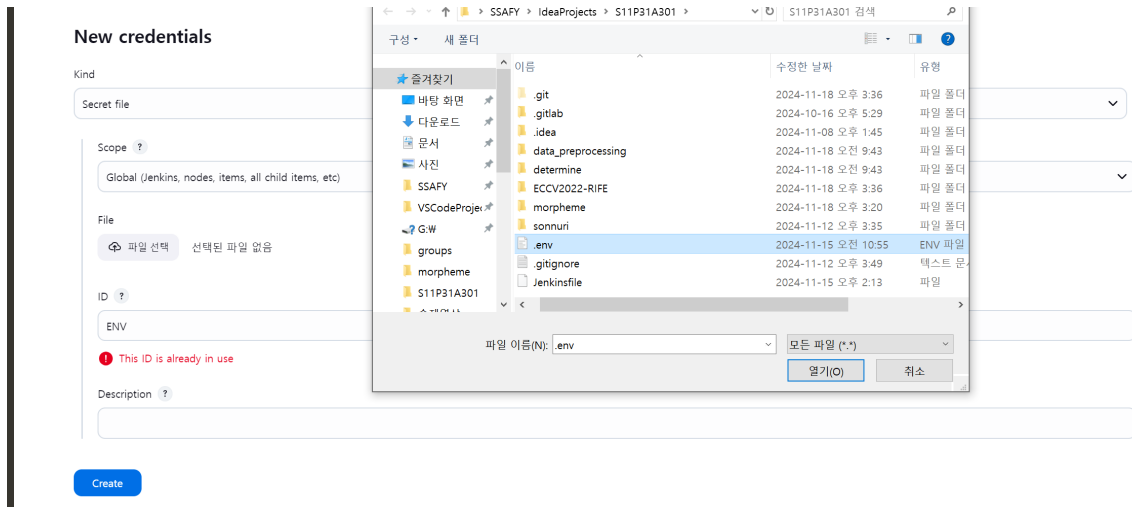 New credentials
Kind
Secret file
Scope ?
Global (Jenkins, nodes, items, all child items, etc)
File
파일 선택 선택된 파일 없음
ID ?
ENV
This ID is already in use
Description ?
Create
SSAFY > IdeaProjects > S11P31A301 >
S11P31A301 검색
구성 새 폴더
즐겨찾기
바탕 화면
다운로드
문서
사진
SSAFY
VSCodeProjec
G:₩
groups
morpheme
S11P31A301
이름 수정한 날짜 유형
.git 2024-11-18 오후 3:36 파일 폴더
.gitlab 2024-10-16 오후 5:29 파일 폴더
.idea 2024-11-08 오후 1:45 파일 폴더
data_preprocessing 2024-11-18 오전 9:43 파일 폴더
determine 2024-11-18 오전 9:43 파일 폴더
ECCV2022-RIFE 2024-11-18 오후 3:36 파일 폴더
morpheme 2024-11-18 오후 3:20 파일 폴더
sonnuri 2024-11-12 오후 3:35 파일 폴더
.env 2024-11-15 오전 10:55 ENV 파일
.gitignore 2024-11-12 오후 3:49 텍스트 문
Jenkinsfile 2024-11-15 오후 2:13 파일
파일 이름(N): .env 모든 파일 (*.*)
열기(O) 취소